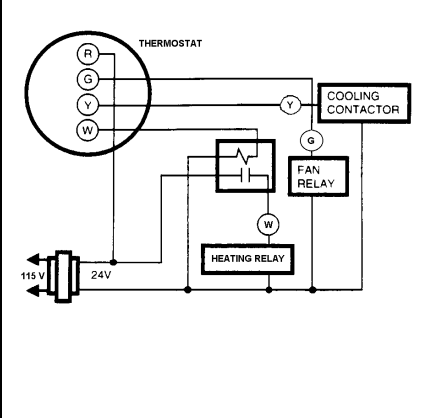 THERMOSTAT
R
G
Y
W
Y
COOLING
CONTACTOR
G
FAN
RELAY
W
HEATING RELAY
115 V
24V